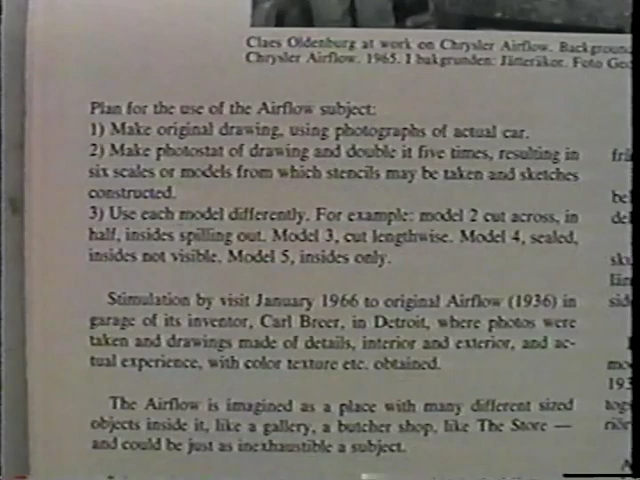 Claes Oldenburg at work on Chrysler Airflow. Background
Chrysler Airflow. 1965. I bakgrunden: Jätteräkor. Foto
Plan for the use of the Airflow subject:
1) Make original drawing, using photographs of actual car.
2) Make photostat of drawing and double it five times, resulting in
six scales or models from which stencils may be taken and sketches
constructed.
3) Use each model differently. For example: model 2 cut across, in
half, insides spilling out. Model 3, cut lengthwise. Model 4, sealed,
insides not visible. Model 5, insides only.
Stimulation by visit January 1966 to original Airflow (1936) in
garage of its inventor, Carl Breer, in Detroit, where photos were
taken and drawings made of details, interior and exterior, and ac-
tual experience, with color texture etc. obtained.
The Airflow is imagined as a place with many different sized
objects inside it, like a gallery, a butcher shop, like The Store —
and could be just as inexhaustible a subject.